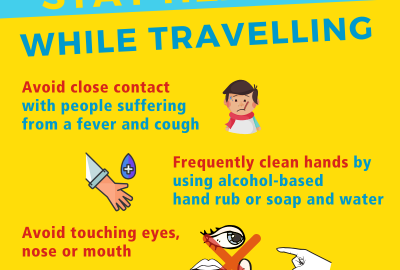 WHILE TRAVELLING
Avoid close contact
with people suffering
from a fever and cough
Frequently clean hands by
using alcohol-based
hand rub or soap and water
Avoid touching eyes,
nose or mouth